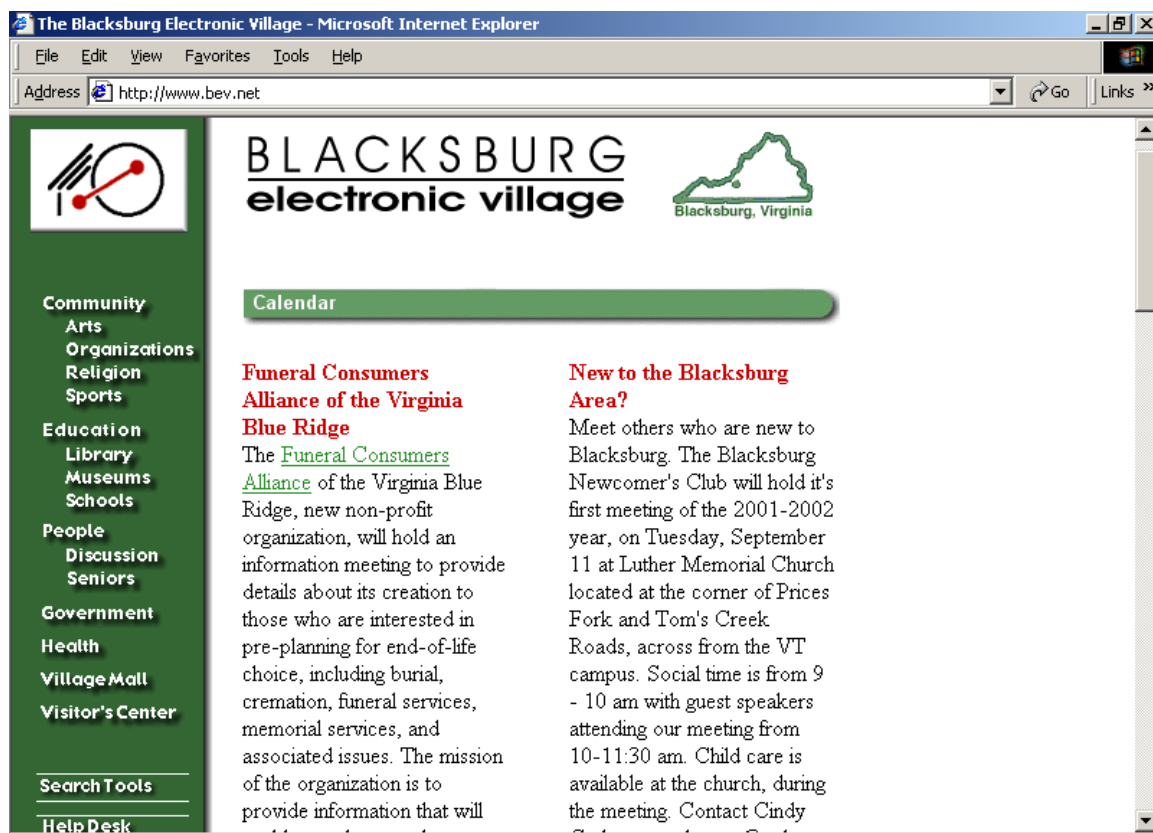 The Blacksburg Electronic Village - Microsoft Internet Explorer
File Edit View Favorites Tools Help
Address http://www.bev.net Go Links »
BLACKSBURG
electronic village
Blacksburg, Virginia
Community
Arts
Organizations
Religion
Sports
Education
Library
Museums
Schools
People
Discussion
Seniors
Government
Health
Village Mall
Visitor's Center
Search Tools
Help Desk
Calendar
Funeral Consumers
Alliance of the Virginia
Blue Ridge
The Funeral Consumers
Alliance of the Virginia Blue
Ridge, new non-profit
organization, will hold an
information meeting to provide
details about its creation to
those who are interested in
pre-planning for end-of-life
choice, including burial,
cremation, funeral services,
memorial services, and
associated issues. The mission
of the organization is to
provide information that will
New to the Blacksburg
Area?
Meet others who are new to
Blacksburg. The Blacksburg
Newcomer's Club will hold it's
first meeting of the 2001-2002
year, on Tuesday, September
11 at Luther Memorial Church
located at the corner of Prices
Fork and Tom's Creek
Roads, across from the VT
campus. Social time is from 9
- 10 am with guest speakers
attending our meeting from
10-11:30 am. Child care is
available at the church, during
the meeting. Contact Cindy